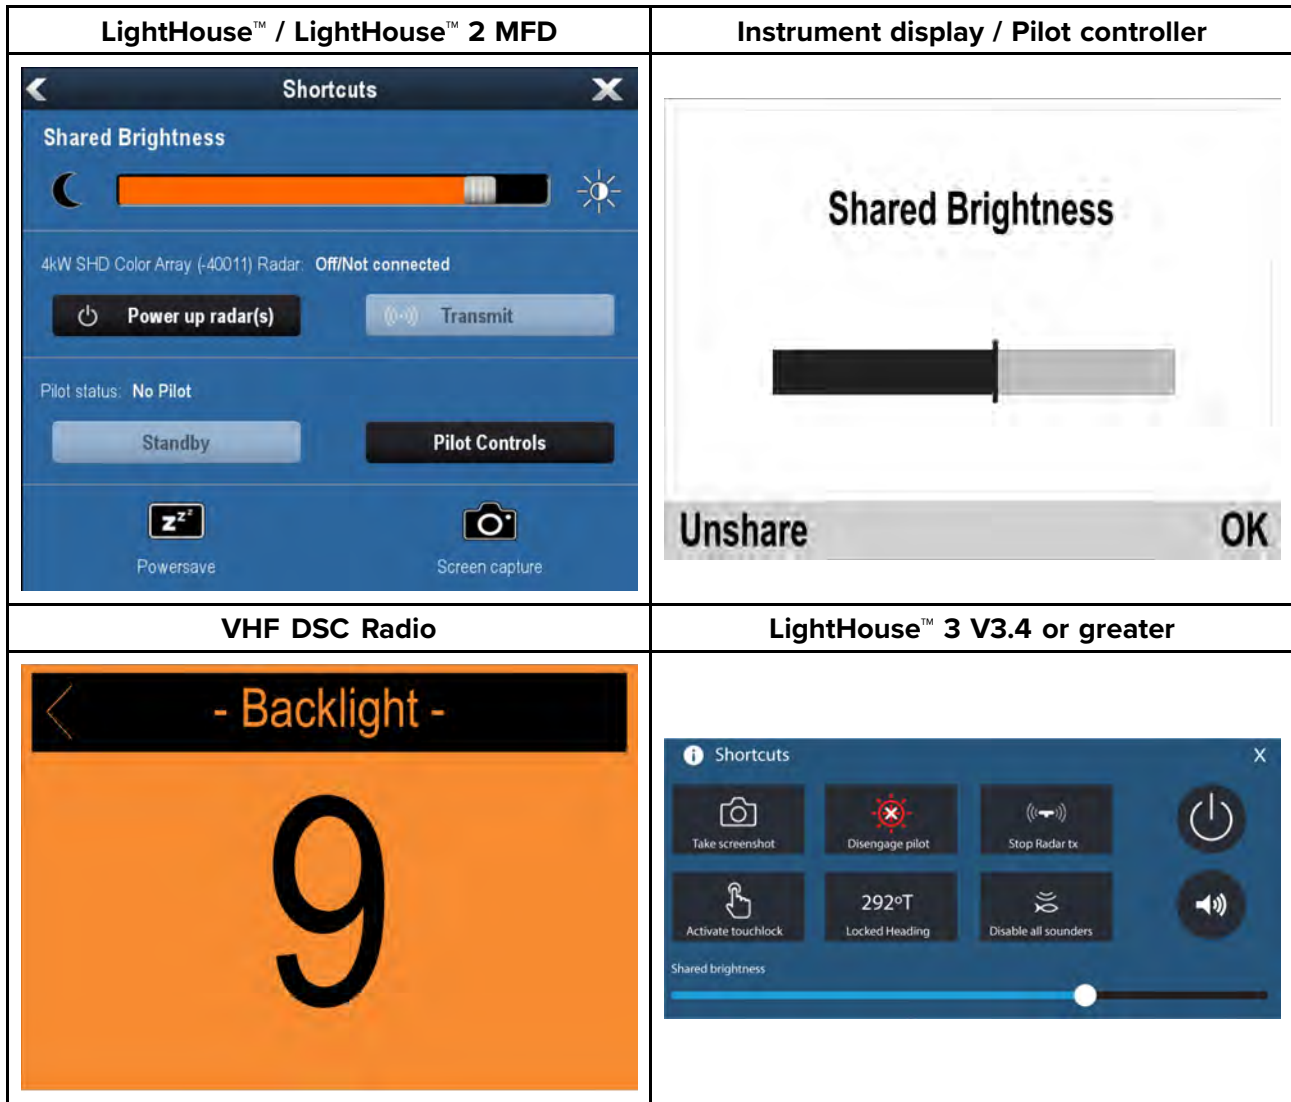 LightHouse™ / LightHouse™ 2 MFD
Instrument display / Pilot controller
Shortcuts
Shared Brightness
4kW SHD Color Array (-40011) Radar: Off/Not connected
Power up radar(s)
Transmit
Pilot status: No Pilot
Standby
Pilot Controls
zzz
Powersave
Screen capture
Shared Brightness
Unshare
OK
VHF DSC Radio
LightHouse™ 3 V3.4 or greater
- Backlight -
9
i Shortcuts X
Take screenshot
Disengage pilot
Stop Radar tx
Activate touchlock
292ºT
Locked Heading
Disable all sounders
Shared brightness